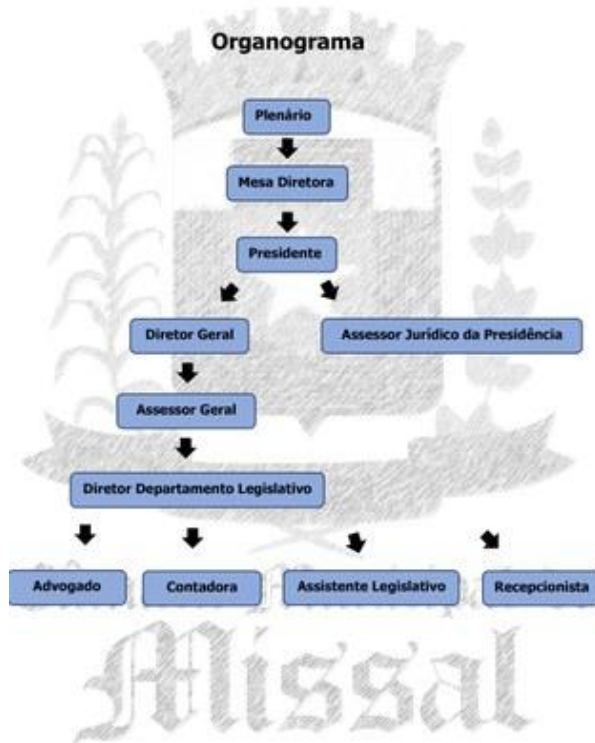 Organograma
Plenário
Mesa Diretora
Presidente
Diretor Geral
Assessor Jurídico da Presidência
Assessor Geral
Diretor Departamento Legislativo
Advogado
Contadora
Assistente Legislativo
Recepcionista
Missal